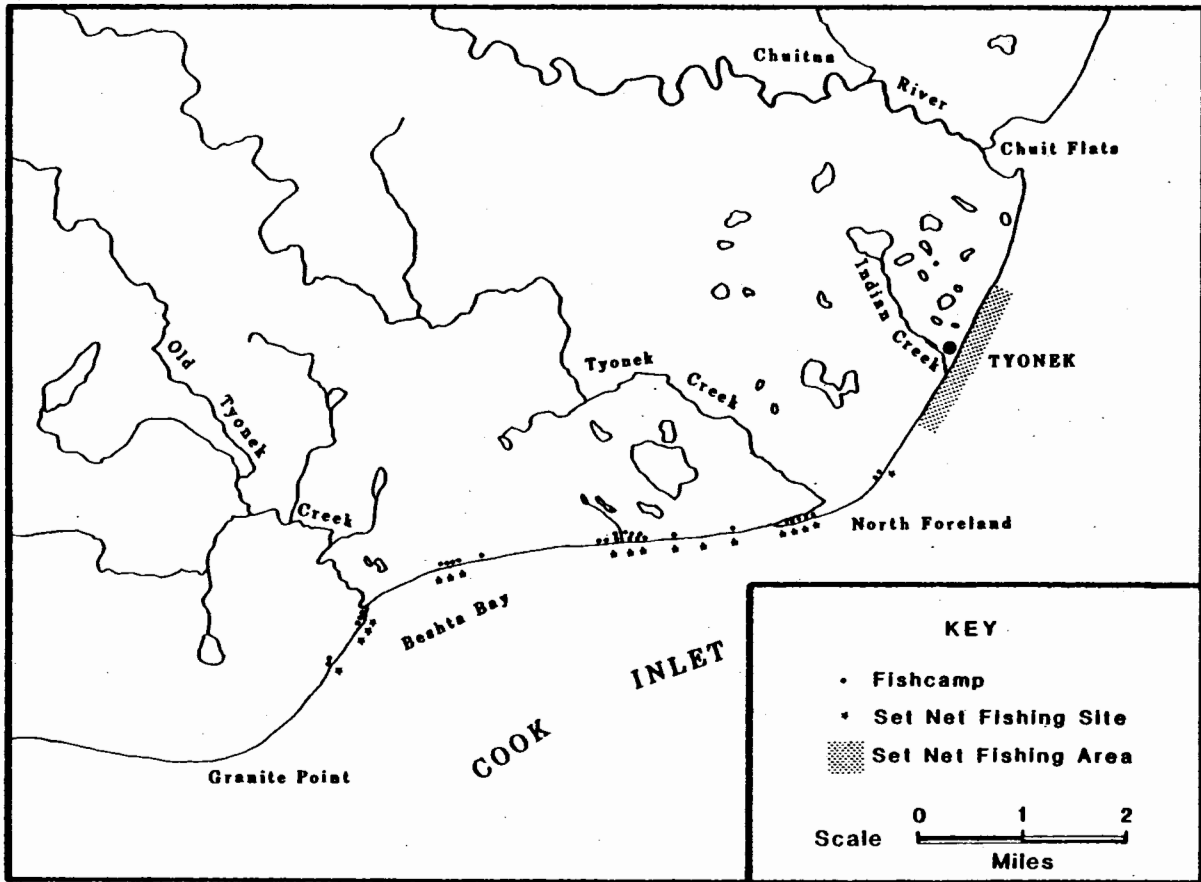 Chuitna
River
Chuit Flats
Indian Creek
TYONEK
Old
Tyonek
Creek
Tyonek
Creek
North Foreland
Beshta Bay
COOK INLET
Granite Point
KEY
Fishcamp
Set Net Fishing Site
Set Net Fishing Area
0 1 2
Scale
Miles